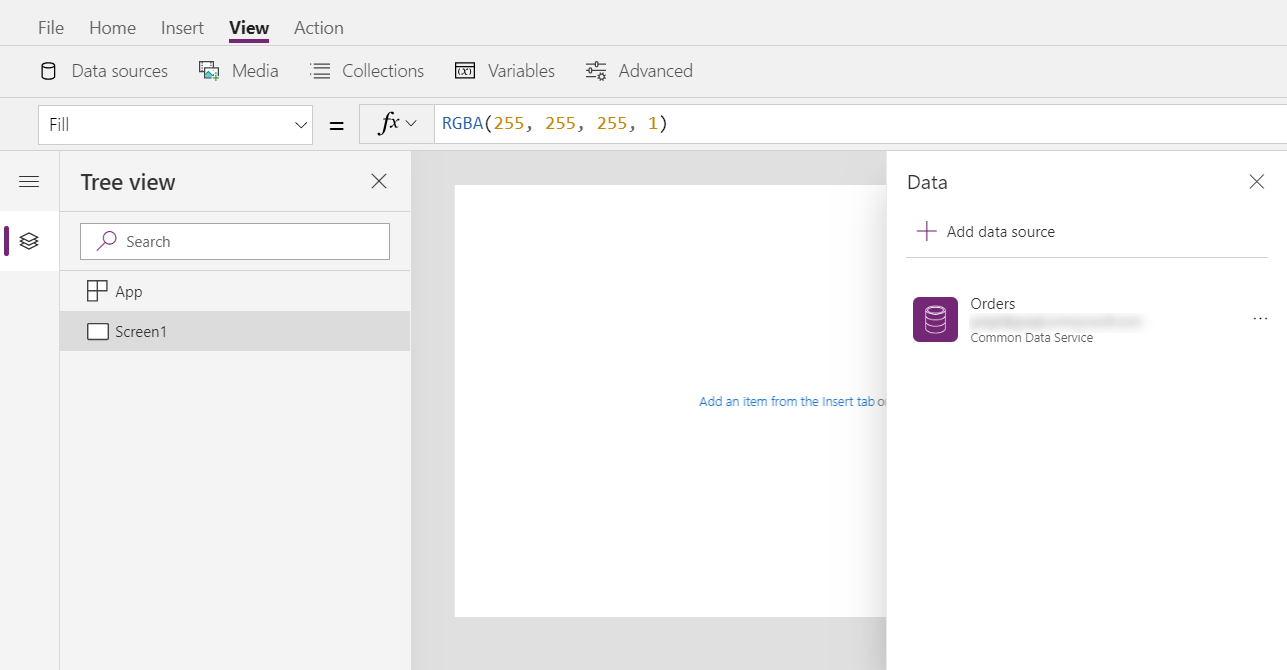 File Home Insert View Action
Data sources Media Collections (x) Variables Advanced
Fill = fx RGBA(255, 255, 255, 1)
Tree view
Search
App
Screen1
Add an item from the Insert tab or
Data
Add data source
Orders
Common Data Service
...